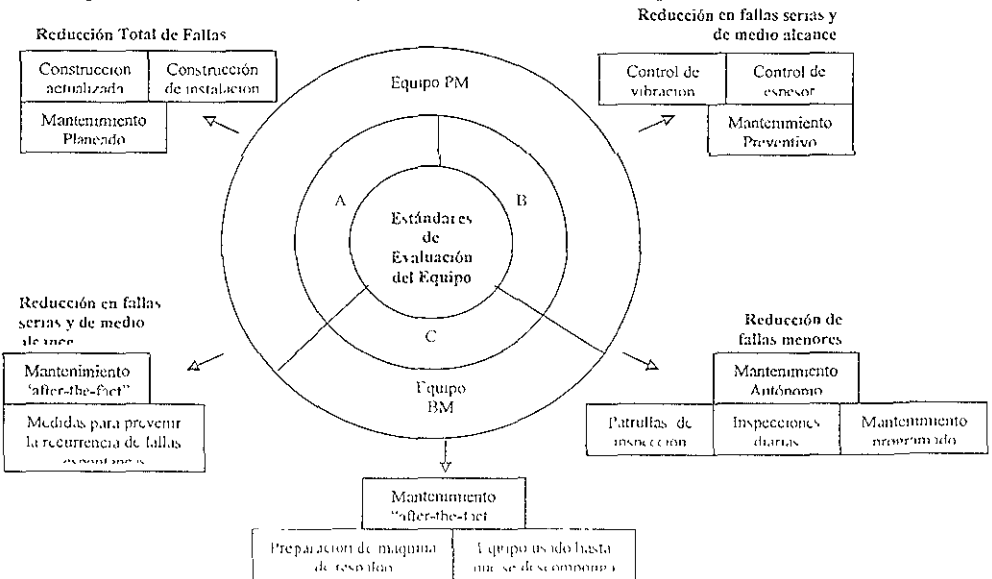 Reducción en fallas serias y
de medio alcance
Reducción Total de Fallas
Construcción
actualizada
Construcción
de instalación
Mantenimiento
Planeado
Equipo PM
Control de
vibración
Control de
espesor
Mantenimiento
Preventivo
A
B
Estándares
de
Evaluación
del Equipo
C
Equipo
BM
Reducción en fallas
serias y de medio
alcance
Mantenimiento
"after-the-fact"
Medidas para prevenir
la recurrencia de fallas
Reducción de
fallas menores
Mantenimiento
Autónomo
Patrullas de
inspección
Inspecciones
diarias
Mantenimiento
programado
Mantenimiento
"after-the-fact
Preparación de maquina
de respaldo
Equipo usado hasta
que se descomponga